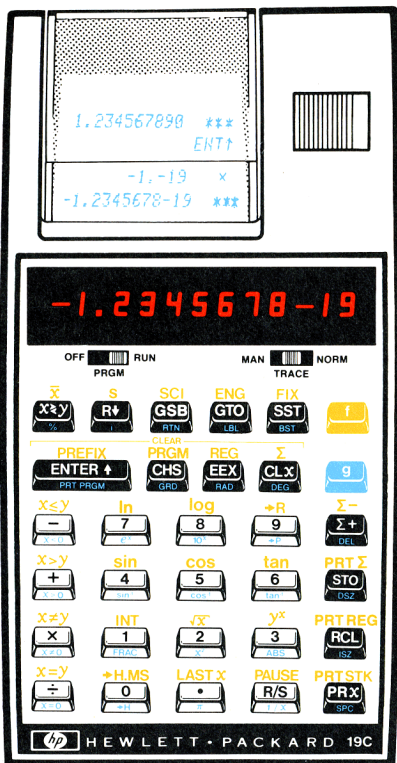 1.234567890 ***
ENT↑
-1.-19 ×
-1.2345678-19 ***
-1.2345678-19
OFF RUN MAN NORM
PRGM TRACE
x̄ S SCI ENG FIX
x≷y R↓ GSB GTO SST f
% RTN LBL BST
CLEAR
PREFIX PRGM REG Σ
ENTER ↑ CHS EEX CLx g
PRT PRGM GRD RAD DEG
x≤y ln log →R Σ−
− 7 8 9 Σ+
x<0 eˣ 10ˣ →P DEL
x>y sin cos tan PRT Σ
+ 4 5 6 STO
x>0 sin⁻¹ cos⁻¹ tan⁻¹ DSZ
x≠y INT √x yˣ PRT REG
× 1 2 3 RCL
x≠0 FRAC x² ABS ISZ
x=y →H.MS LAST x PAUSE PRT STK
÷ 0 • R/S PRx
x=0 →H π 1/X SPC
hp HEWLETT·PACKARD 19C